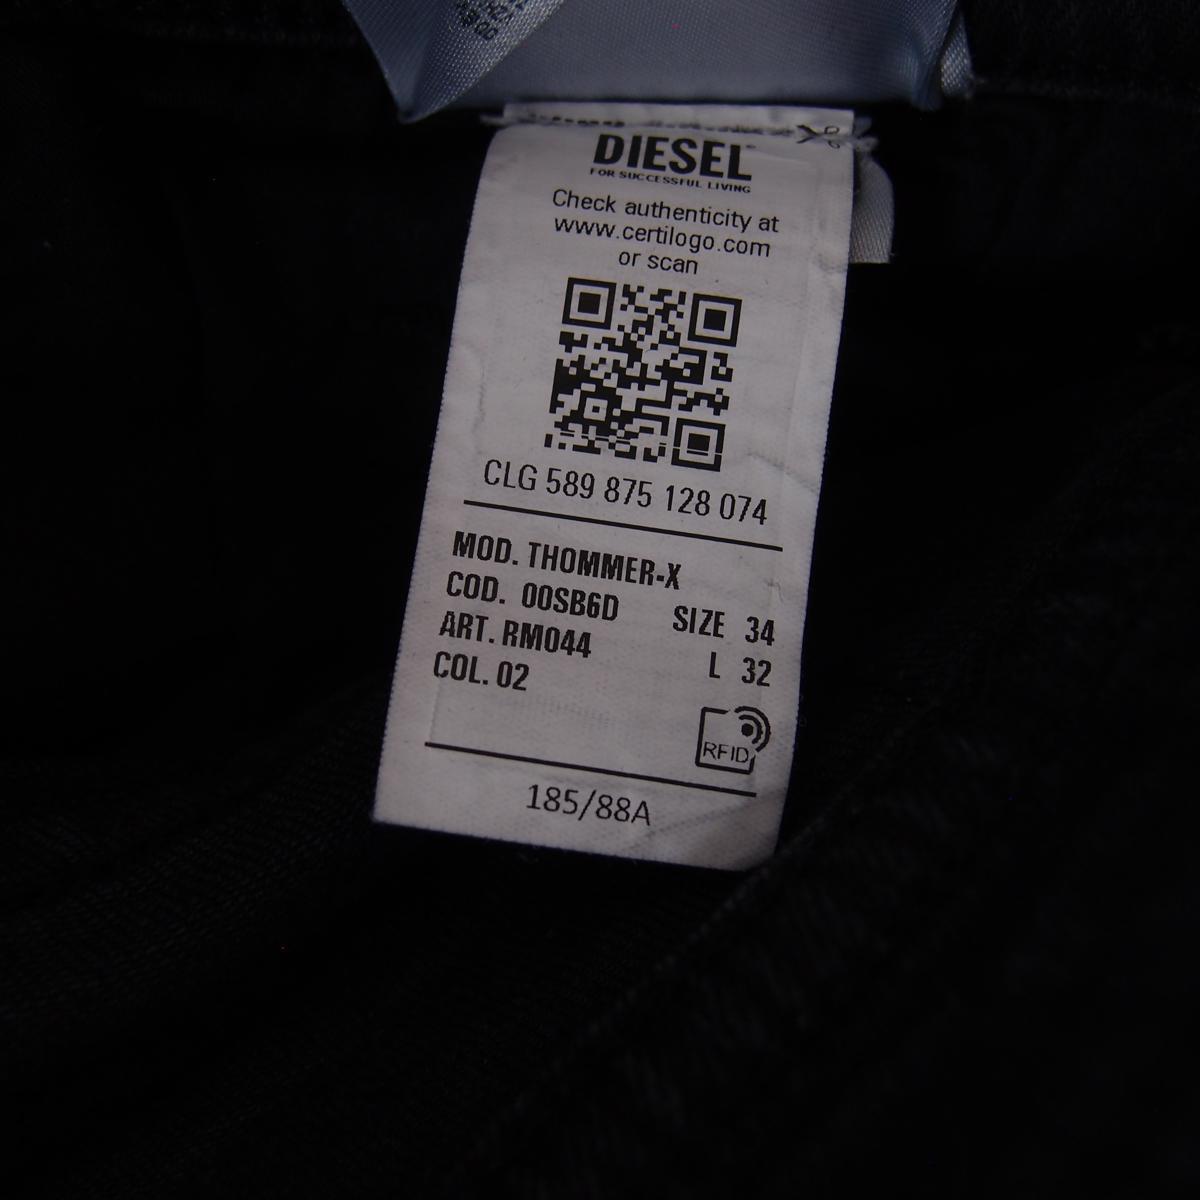 DIESEL
FOR SUCCESSFUL LIVING
Check authenticity at
www.certilogo.com
or scan
CLG 589 875 128 074
MOD. THOMMER-X
COD. 00SB6D SIZE 34
ART. RM044 L 32
COL. 02
RFID
185/88A